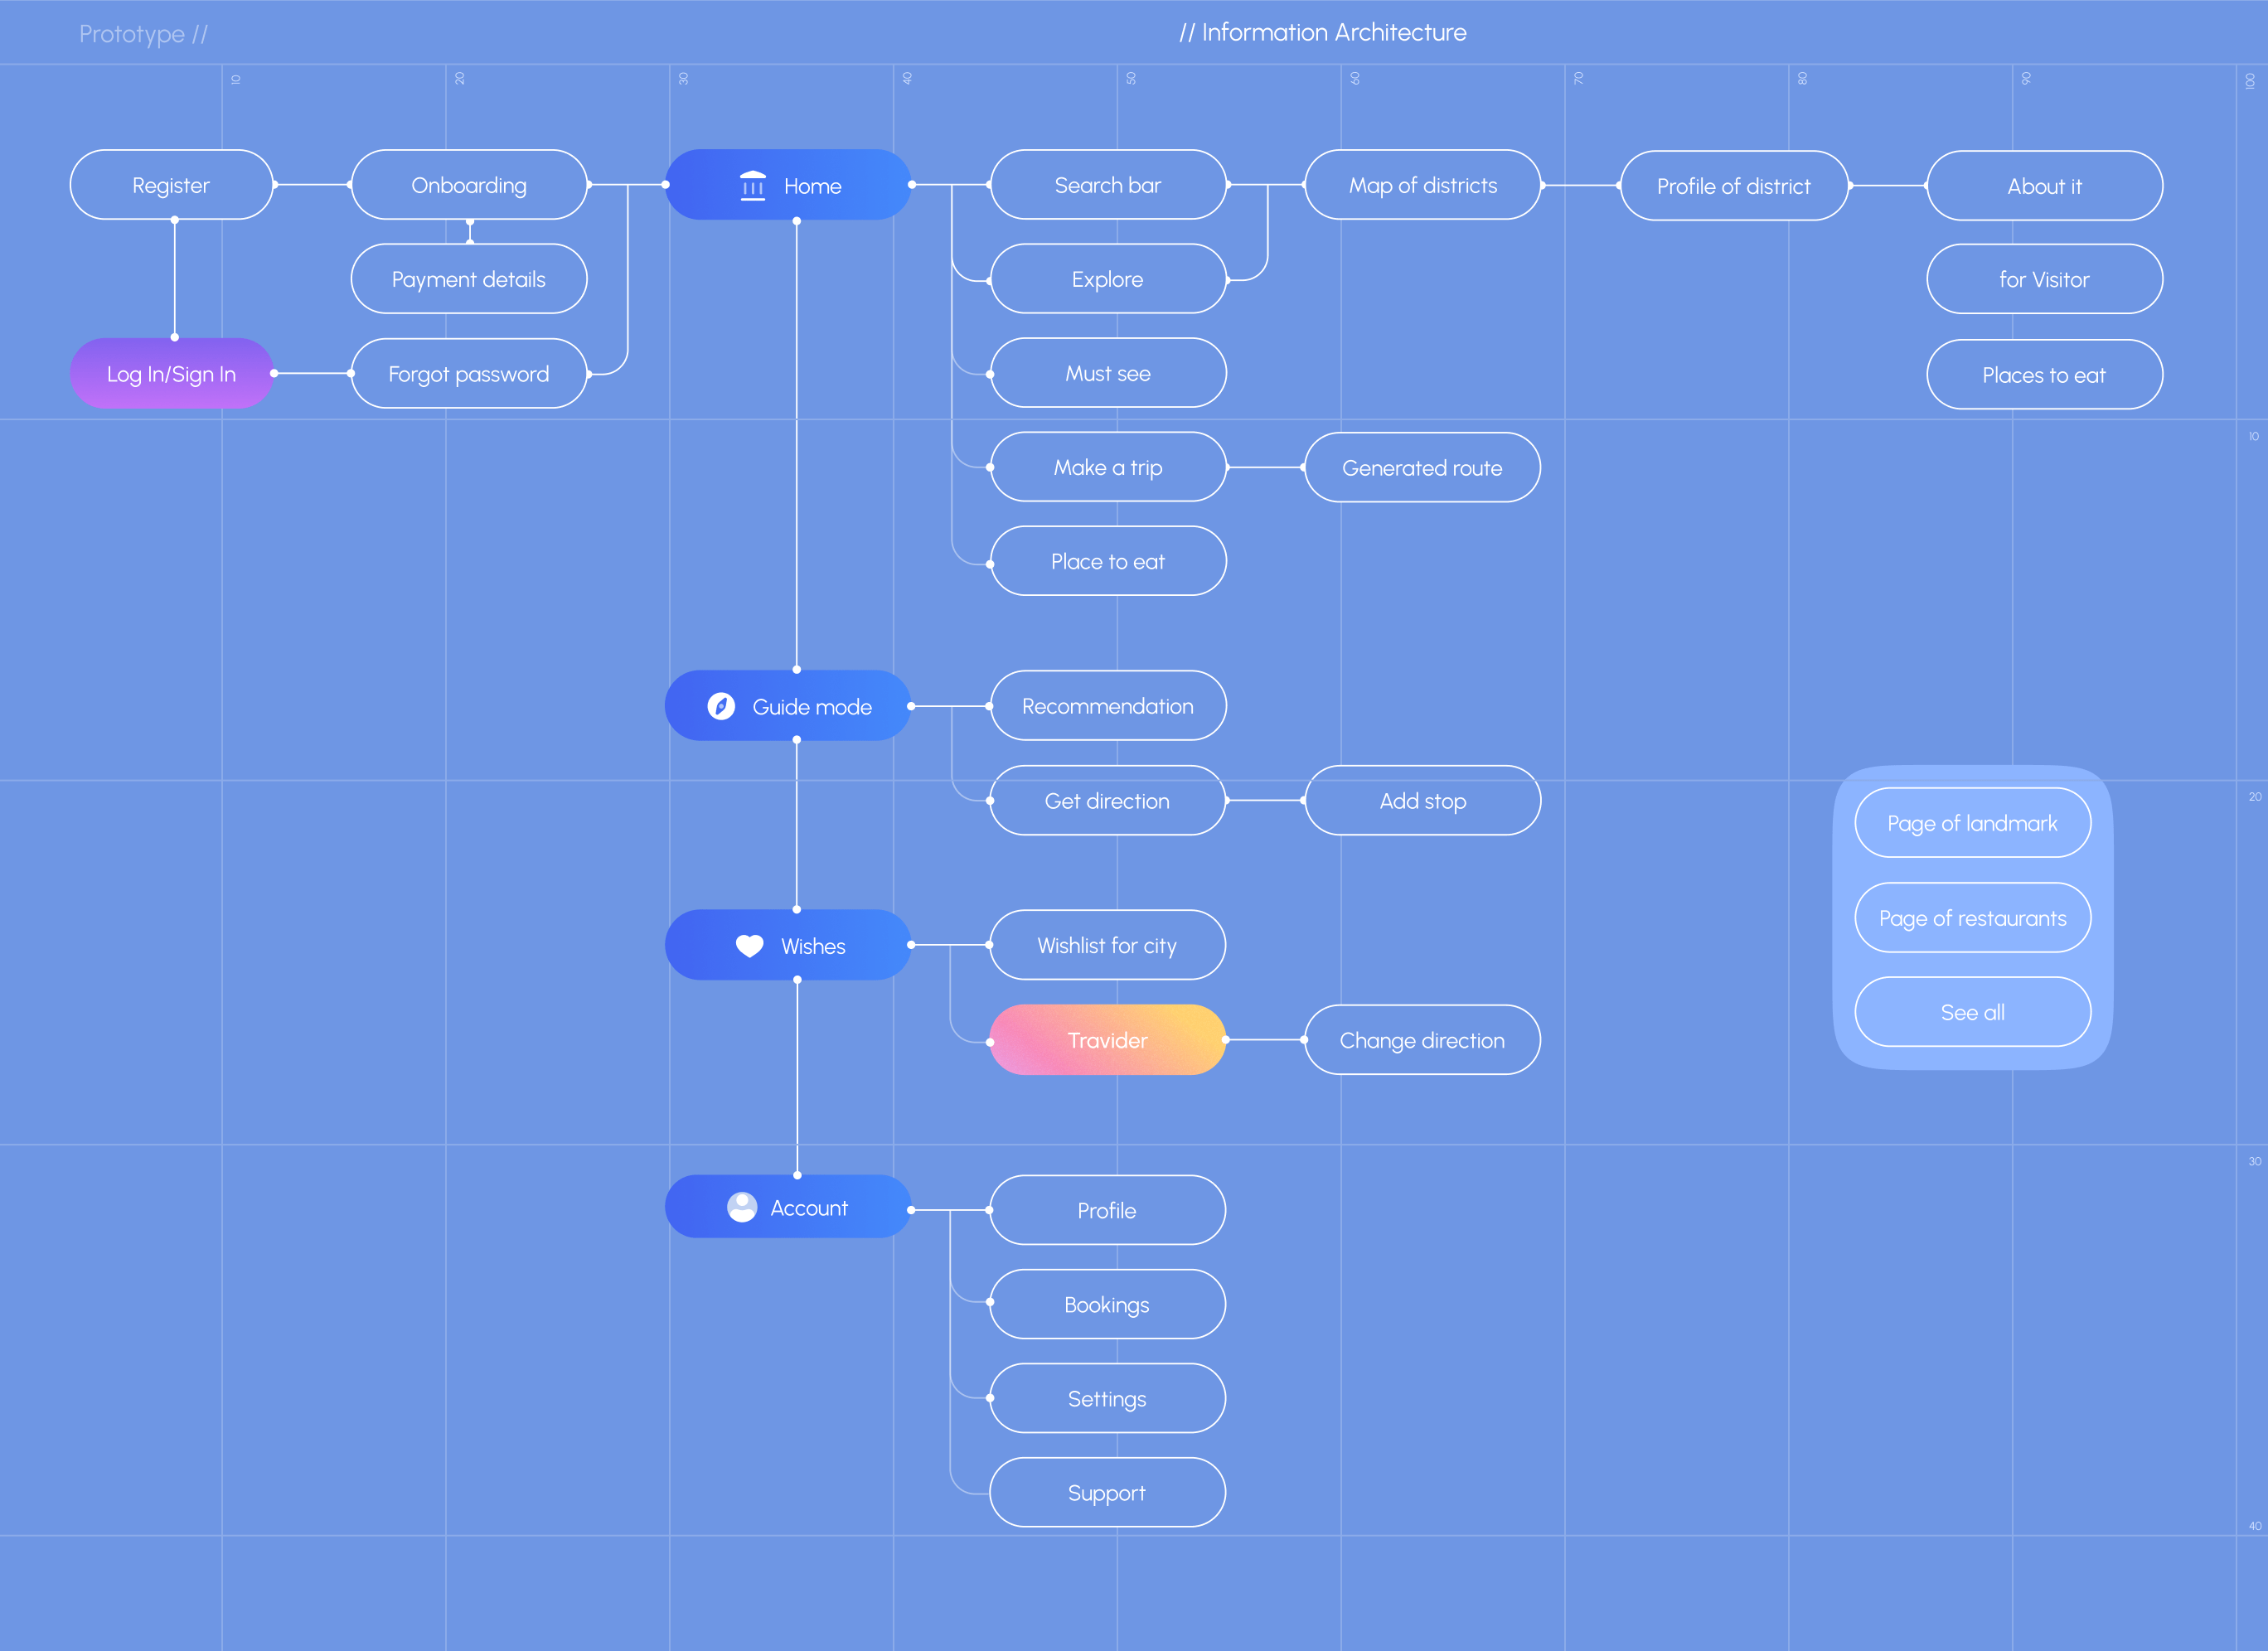 Prototype //
// Information Architecture
10
20
30
40
50
60
70
80
90
100
Register
Onboarding
Home
Search bar
Map of districts
Profile of district
About it
Payment details
Explore
for Visitor
Log In/Sign In
Forgot password
Must see
Places to eat
10
Make a trip
Generated route
Place to eat
Guide mode
Recommendation
20
Get direction
Add stop
Page of landmark
Page of restaurants
Wishes
Wishlist for city
See all
Travider
Change direction
30
Account
Profile
Bookings
Settings
Support
40